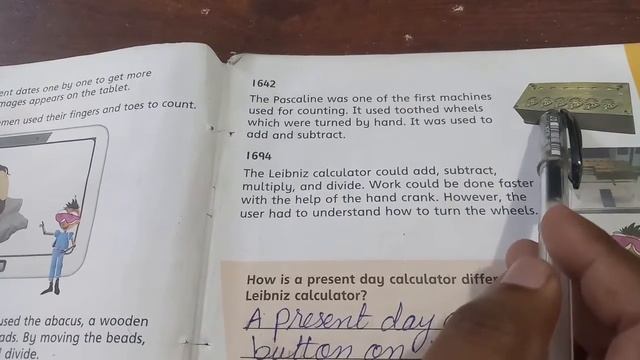 ent dates one by one to get more
mages appears on the tablet.
emen used their fingers and toes to count.
used the abacus, a wooden
ads. By moving the beads,
divide.
1642
The Pascaline was one of the first machines
used for counting. It used toothed wheels
which were turned by hand. It was used to
add and subtract.
1694
The Leibniz calculator could add, subtract,
multiply, and divide. Work could be done faster
with the help of the hand crank. However, the
user had to understand how to turn the wheels.
How is a present day calculator differ
Leibniz calculator?
A present day
button on